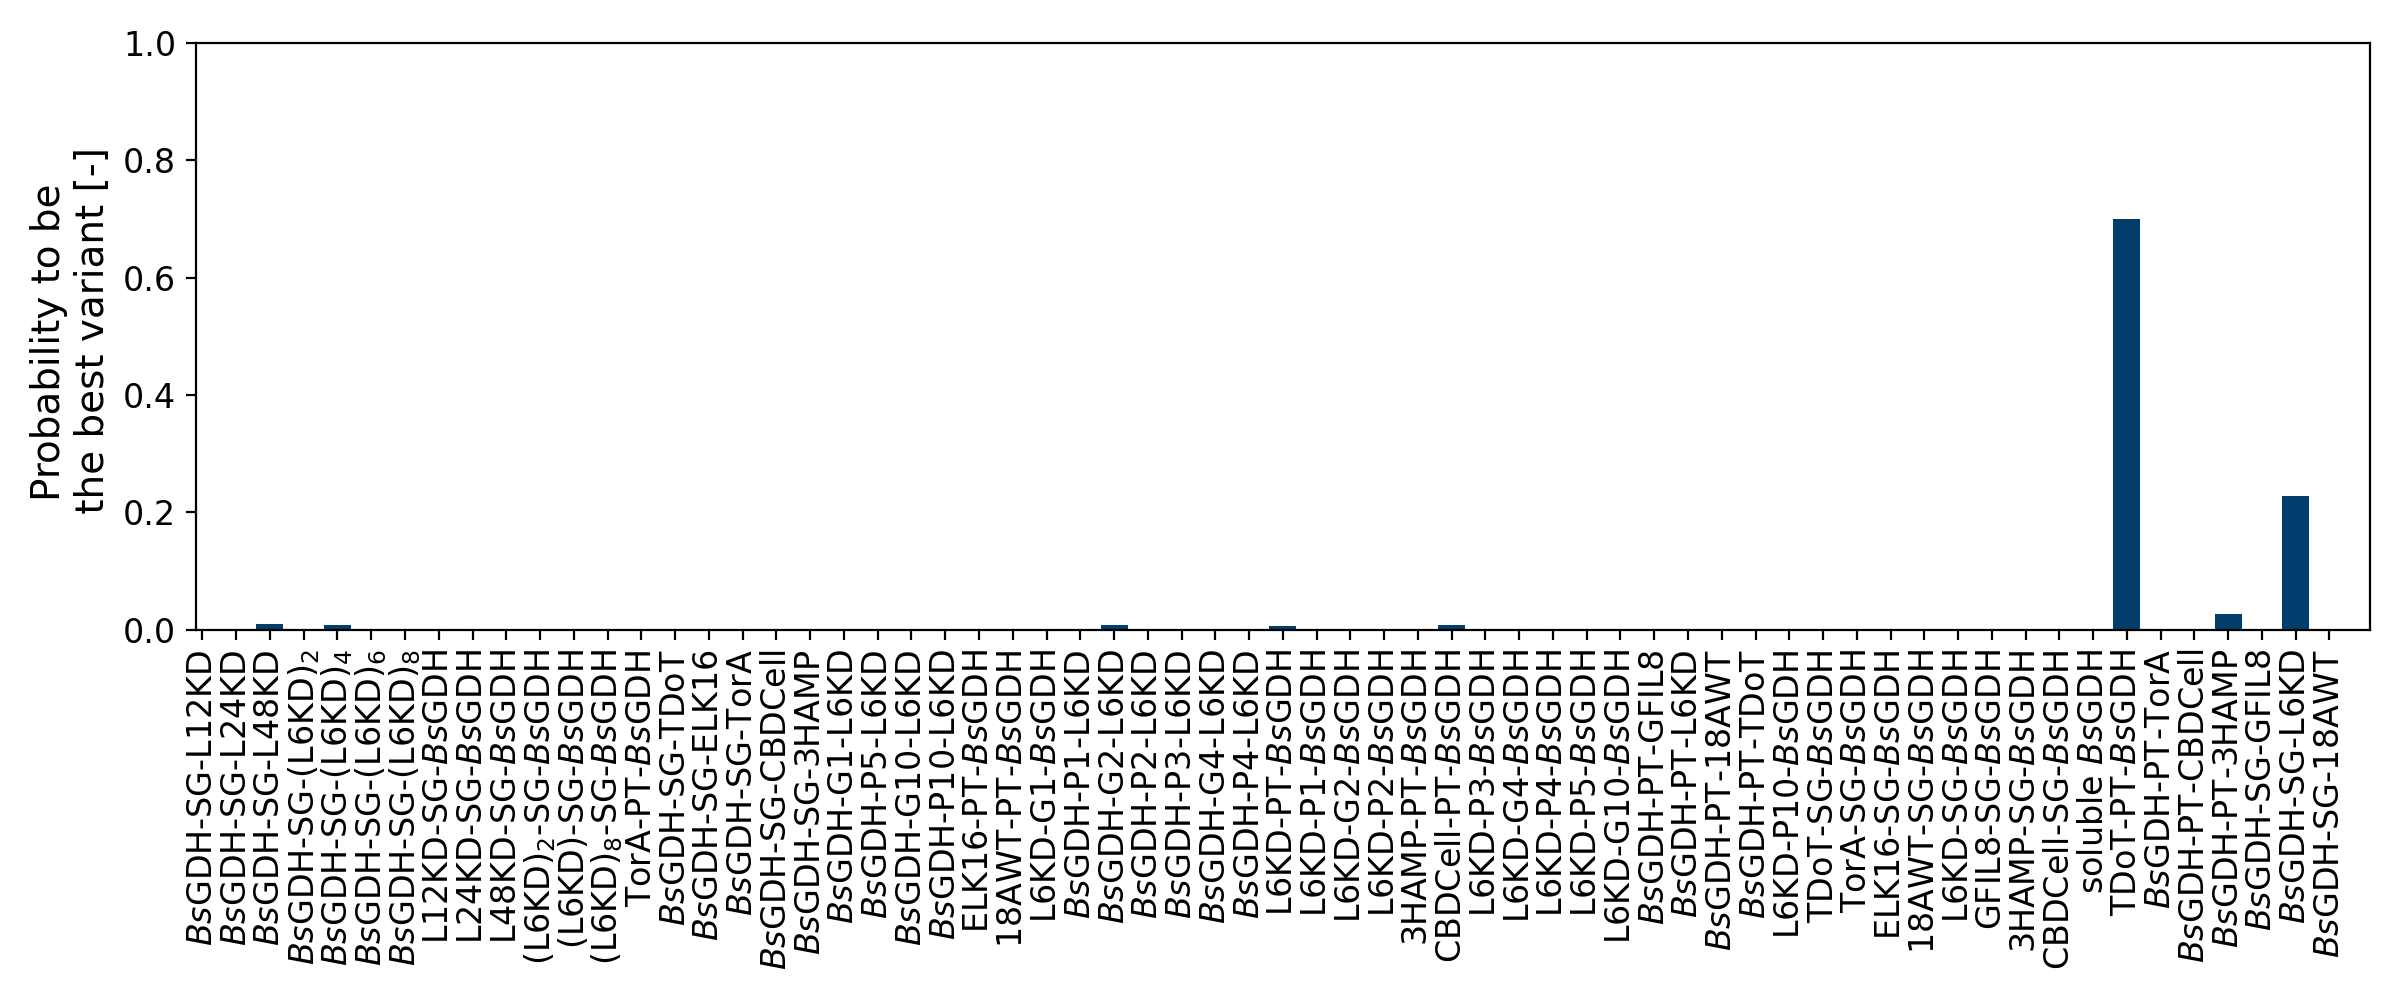 Probability to be
the best variant [-]
1.0
0.8
0.6
0.4
0.2
0.0
BsGDH-SG-L12KD
BsGDH-SG-L24KD
BsGDH-SG-L48KD
BsGDH-SG-(L6KD)₂
BsGDH-SG-(L6KD)₄
BsGDH-SG-(L6KD)₆
BsGDH-SG-(L6KD)₈
L12KD-SG-BsGDH
L24KD-SG-BsGDH
L48KD-SG-BsGDH
(L6KD)₂-SG-BsGDH
(L6KD)-SG-BsGDH
(L6KD)₈-SG-BsGDH
TorA-PT-BsGDH
BsGDH-SG-TDoT
BsGDH-SG-ELK16
BsGDH-SG-TorA
BsGDH-SG-CBDCell
BsGDH-SG-3HAMP
BsGDH-G1-L6KD
BsGDH-P5-L6KD
BsGDH-G10-L6KD
BsGDH-P10-L6KD
ELK16-PT-BsGDH
18AWT-PT-BsGDH
L6KD-G1-BsGDH
BsGDH-P1-L6KD
BsGDH-G2-L6KD
BsGDH-P2-L6KD
BsGDH-P3-L6KD
BsGDH-G4-L6KD
BsGDH-P4-L6KD
L6KD-PT-BsGDH
L6KD-P1-BsGDH
L6KD-G2-BsGDH
L6KD-P2-BsGDH
3HAMP-PT-BsGDH
CBDCell-PT-BsGDH
L6KD-P3-BsGDH
L6KD-G4-BsGDH
L6KD-P4-BsGDH
L6KD-P5-BsGDH
L6KD-G10-BsGDH
BsGDH-PT-GFIL8
BsGDH-PT-L6KD
BsGDH-PT-18AWT
BsGDH-PT-TDoT
L6KD-P10-BsGDH
TDoT-SG-BsGDH
TorA-SG-BsGDH
ELK16-SG-BsGDH
18AWT-SG-BsGDH
L6KD-SG-BsGDH
GFIL8-SG-BsGDH
3HAMP-SG-BsGDH
CBDCell-SG-BsGDH
soluble BsGDH
TDoT-PT-BsGDH
BsGDH-PT-TorA
BsGDH-PT-CBDCell
BsGDH-PT-3HAMP
BsGDH-SG-GFIL8
BsGDH-SG-L6KD
BsGDH-SG-18AWT